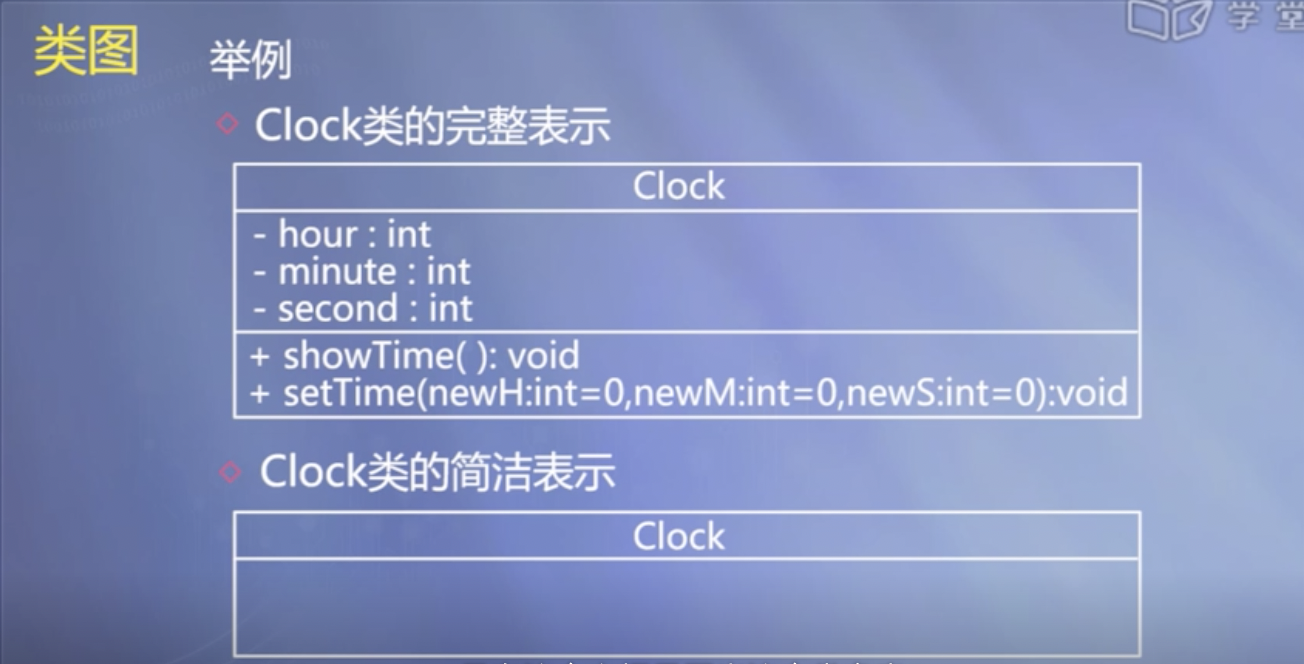 类图
举例
学堂
Clock类的完整表示
Clock
- hour : int
- minute : int
- second : int
+ showTime( ): void
+ setTime(newH:int=0,newM:int=0,newS:int=0):void
Clock类的简洁表示
Clock